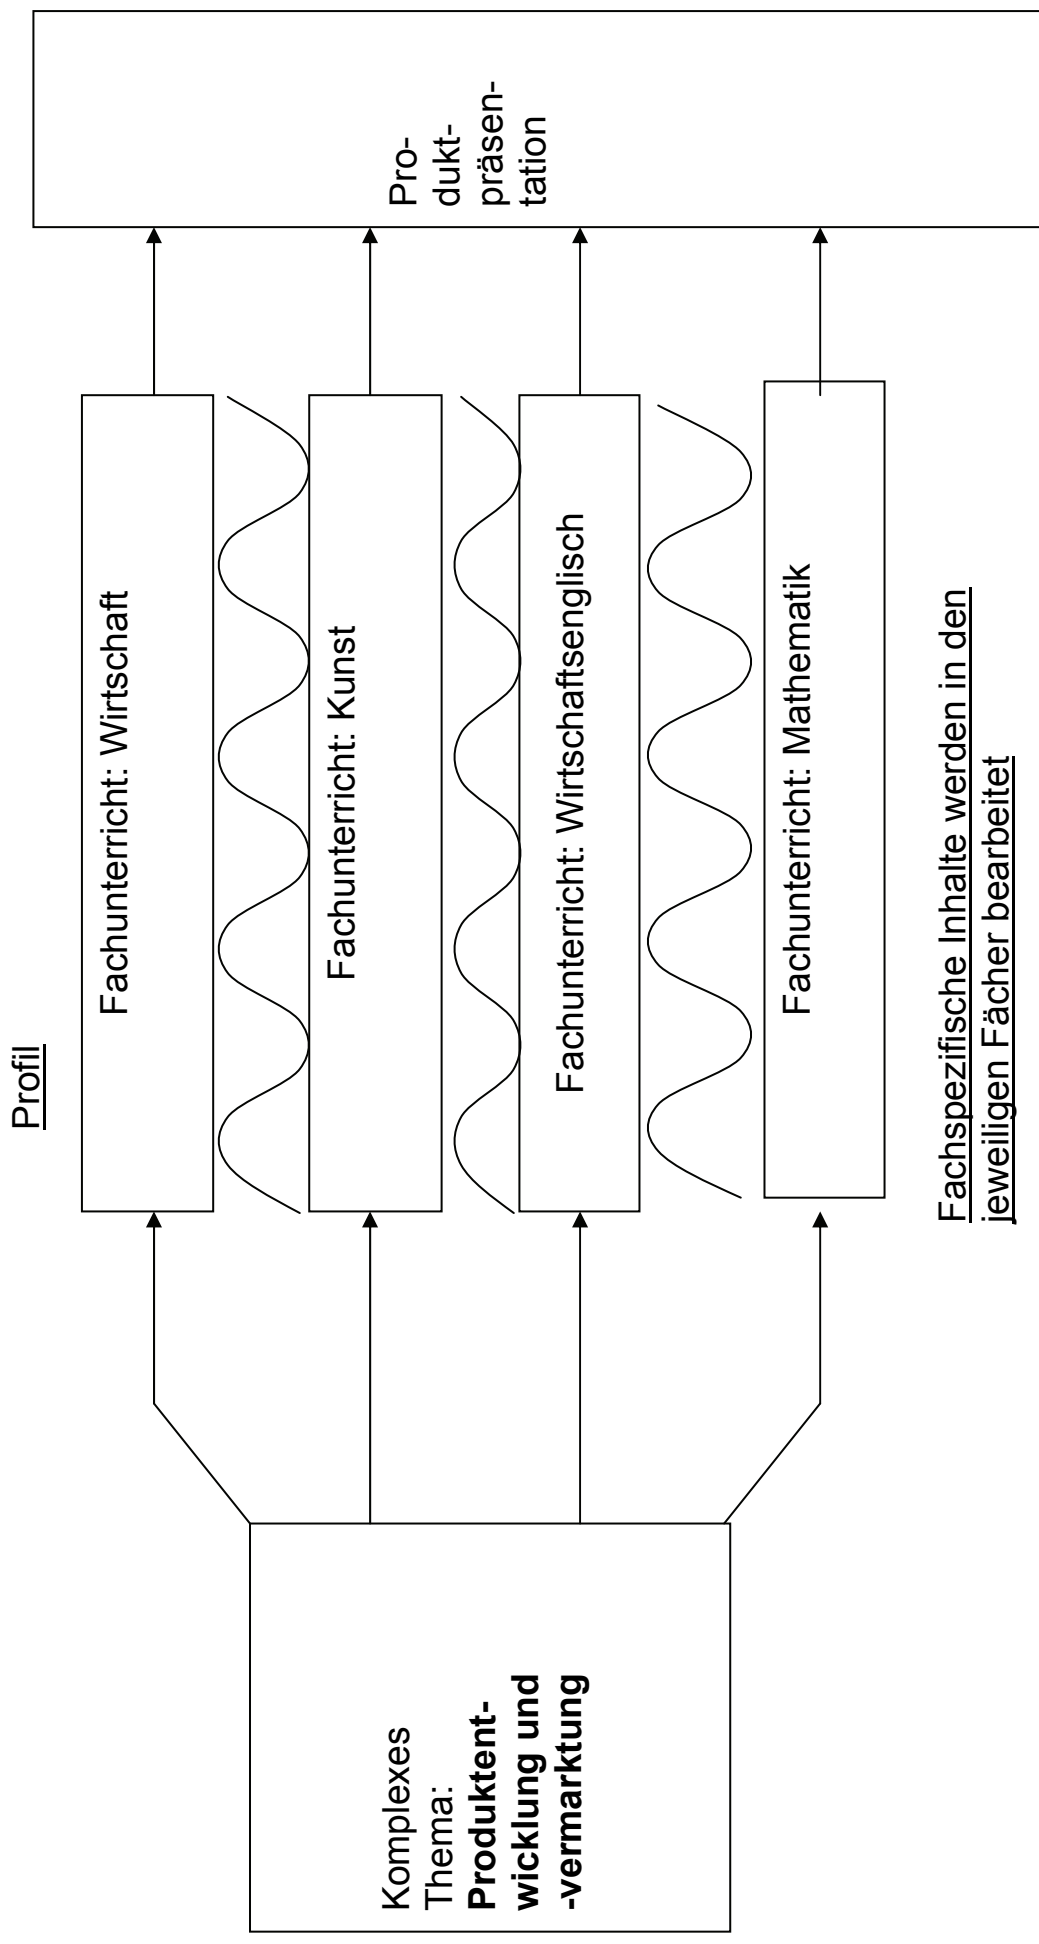 Profil
Komplexes
Thema:
Produktent-
wicklung und
-vermarktung
Fachunterricht: Wirtschaft
Fachunterricht: Kunst
Fachunterricht: Wirtschaftsenglisch
Fachunterricht: Mathematik
Pro-
dukt-
präsen-
tation
Fachspezifische Inhalte werden in den
jeweiligen Fächer bearbeitet